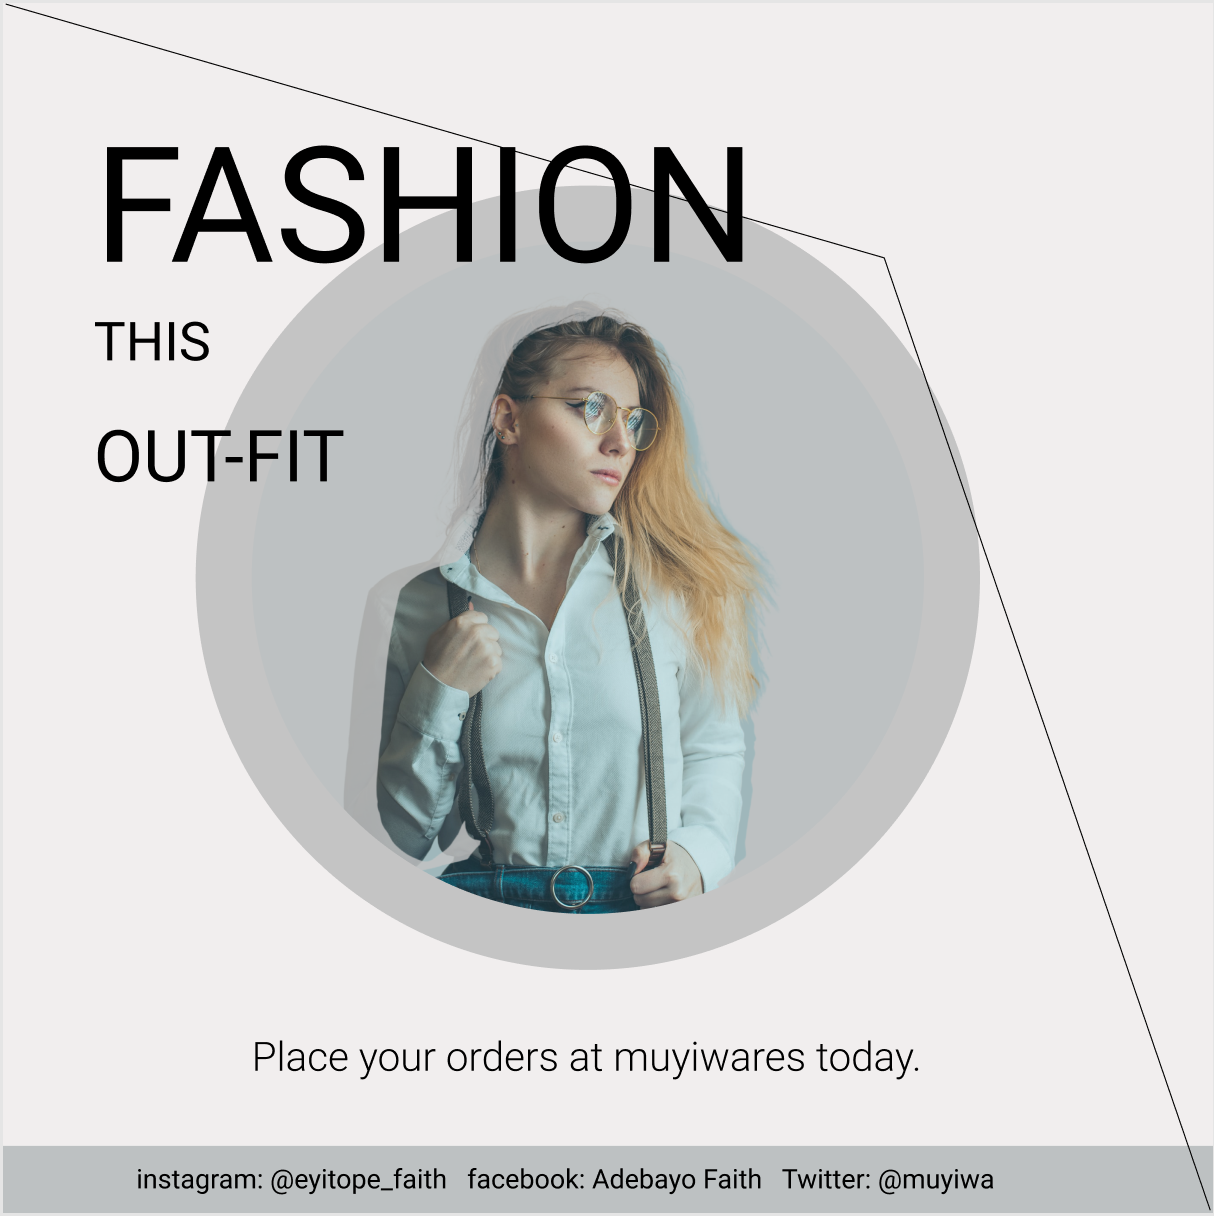 FASHION
THIS
OUT-FIT
Place your orders at muyiwares today.
instagram: @eyitope_faith facebook: Adebayo Faith Twitter: @muyiwa